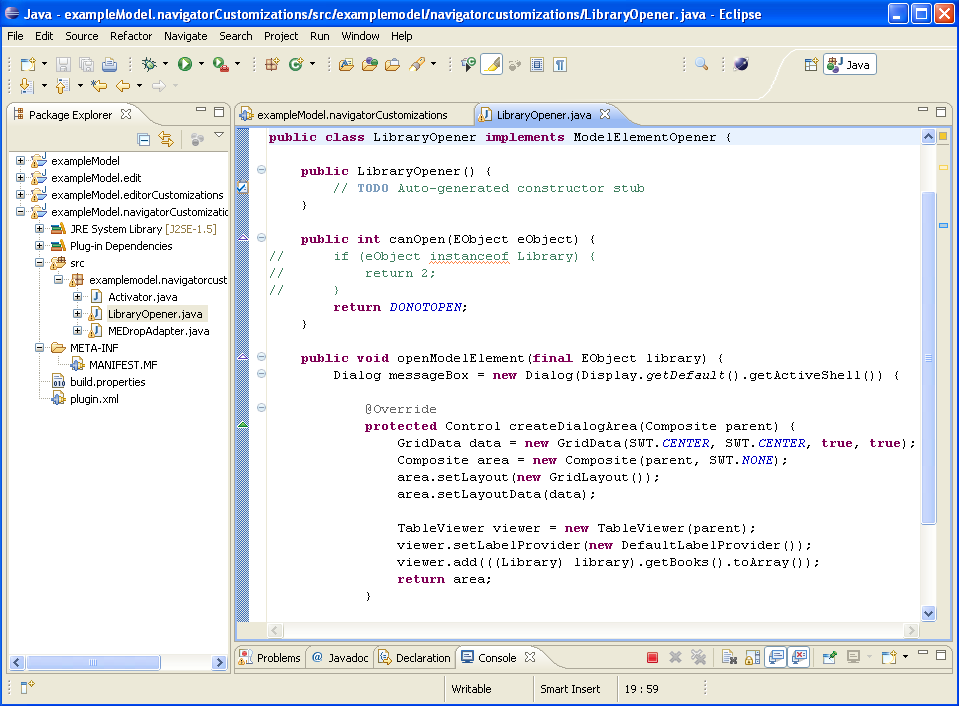 Java - exampleModel.navigatorCustomizations/src/examplemodel/navigatorcustomizations/LibraryOpener.java - Eclipse
File Edit Source Refactor Navigate Search Project Run Window Help
Java
Package Explorer
exampleModel
exampleModel.edit
exampleModel.editorCustomizations
exampleModel.navigatorCustomizatic
JRE System Library [J2SE-1.5]
Plug-in Dependencies
src
examplemodel.navigatorcust
Activator.java
LibraryOpener.java
MEDropAdapter.java
META-INF
MANIFEST.MF
build.properties
plugin.xml
exampleModel.navigatorCustomizations
LibraryOpener.java
public class LibraryOpener implements ModelElementOpener {
public LibraryOpener() {
// TODO Auto-generated constructor stub
}
public int canOpen(EObject eObject) {
// if (eObject instanceof Library) {
// return 2;
// }
return DONOTOPEN;
}
public void openModelElement(final EObject library) {
Dialog messageBox = new Dialog(Display.getDefault().getActiveShell()) {
@Override
protected Control createDialogArea(Composite parent) {
GridData data = new GridData(SWT.CENTER, SWT.CENTER, true, true);
Composite area = new Composite(parent, SWT.NONE);
area.setLayout(new GridLayout());
area.setLayoutData(data);
TableViewer viewer = new TableViewer(parent);
viewer.setLabelProvider(new DefaultLabelProvider());
viewer.add(((Library) library).getBooks().toArray());
return area;
}
Problems @ Javadoc Declaration Console
Writable Smart Insert 19 : 59